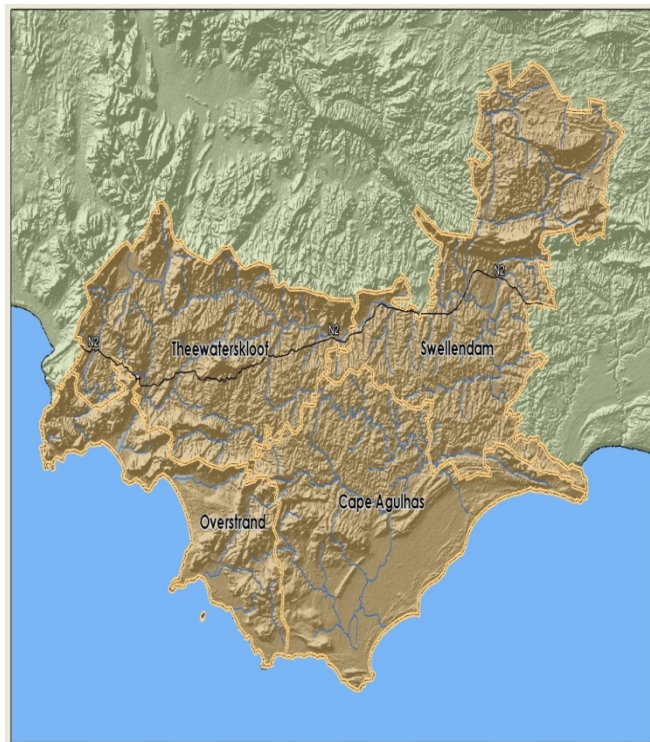 N2
N2
N2
Theewaterskloof
Swellendam
Overstrand
Cape Agulhas